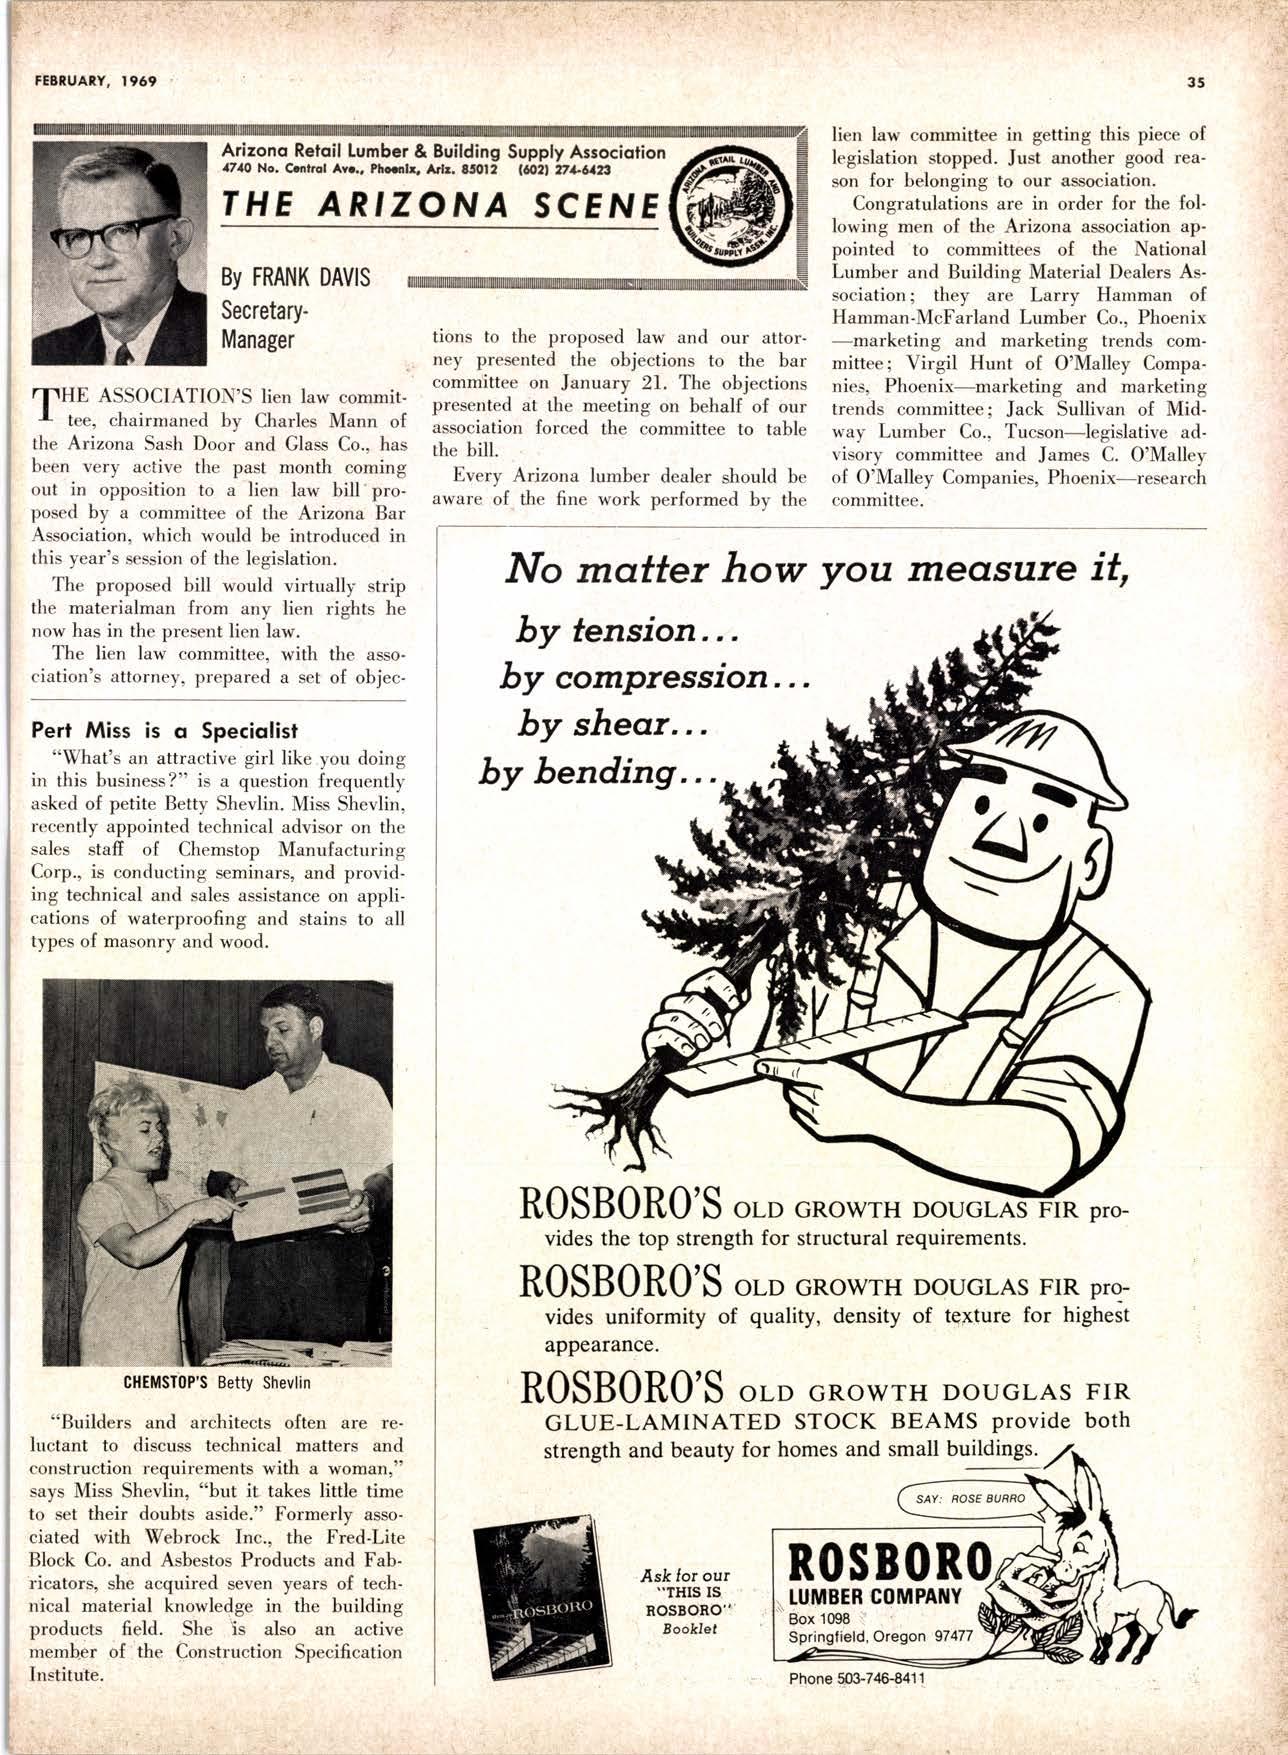 FEBRUARY, 1969
35
Arizona Retail Lumber & Building Supply Association
4740 No. Central Ave., Phoenix, Ariz. 85012 (602) 274-6423
THE ARIZONA SCENE
ARIZONA RETAIL LUMBER AND
BUILDERS SUPPLY ASSN. INC.
By FRANK DAVIS
Secretary-
Manager
THE ASSOCIATION'S lien law commit-
tee, chairmaned by Charles Mann of
the Arizona Sash Door and Glass Co., has
been very active the past month coming
out in opposition to a lien law bill pro-
posed by a committee of the Arizona Bar
Association, which would be introduced in
this year's session of the legislation.
The proposed bill would virtually strip
the materialman from any lien rights he
now has in the present lien law.
The lien law committee, with the asso-
ciation's attorney, prepared a set of objec-
tions to the proposed law and our attor-
ney presented the objections to the bar
committee on January 21. The objections
presented at the meeting on behalf of our
association forced the committee to table
the bill.
Every Arizona lumber dealer should be
aware of the fine work performed by the
lien law committee in getting this piece of
legislation stopped. Just another good rea-
son for belonging to our association.
Congratulations are in order for the fol-
lowing men of the Arizona association ap-
pointed to committees of the National
Lumber and Building Material Dealers As-
sociation; they are Larry Hamman of
Hamman-McFarland Lumber Co., Phoenix
—marketing and marketing trends com-
mittee; Virgil Hunt of O'Malley Compa-
nies, Phoenix—marketing and marketing
trends committee; Jack Sullivan of Mid-
way Lumber Co., Tucson—legislative ad-
visory committee and James C. O'Malley
of O'Malley Companies, Phoenix—research
committee.
Pert Miss is a Specialist
"What's an attractive girl like you doing
in this business?" is a question frequently
asked of petite Betty Shevlin. Miss Shevlin,
recently appointed technical advisor on the
sales staff of Chemstop Manufacturing
Corp., is conducting seminars, and provid-
ing technical and sales assistance on appli-
cations of waterproofing and stains to all
types of masonry and wood.
CHEMSTOP'S Betty Shevlin
"Builders and architects often are re-
luctant to discuss technical matters and
construction requirements with a woman,"
says Miss Shevlin, "but it takes little time
to set their doubts aside." Formerly asso-
ciated with Webrock Inc., the Fred-Lite
Block Co. and Asbestos Products and Fab-
ricators, she acquired seven years of tech-
nical material knowledge in the building
products field. She is also an active
member of the Construction Specification
Institute.
No matter how you measure it,
by tension...
by compression...
by shear...
by bending...
ROSBORO'S OLD GROWTH DOUGLAS FIR pro-
vides the top strength for structural requirements.
ROSBORO'S OLD GROWTH DOUGLAS FIR pro-
vides uniformity of quality, density of texture for highest
appearance.
ROSBORO'S OLD GROWTH DOUGLAS FIR
GLUE-LAMINATED STOCK BEAMS provide both
strength and beauty for homes and small buildings.
SAY: ROSE BURRO
this is ROSBORO
Ask for our
"THIS IS
ROSBORO"
Booklet
ROSBORO
LUMBER COMPANY
Box 1098
Springfield, Oregon 97477
Phone 503-746-8411